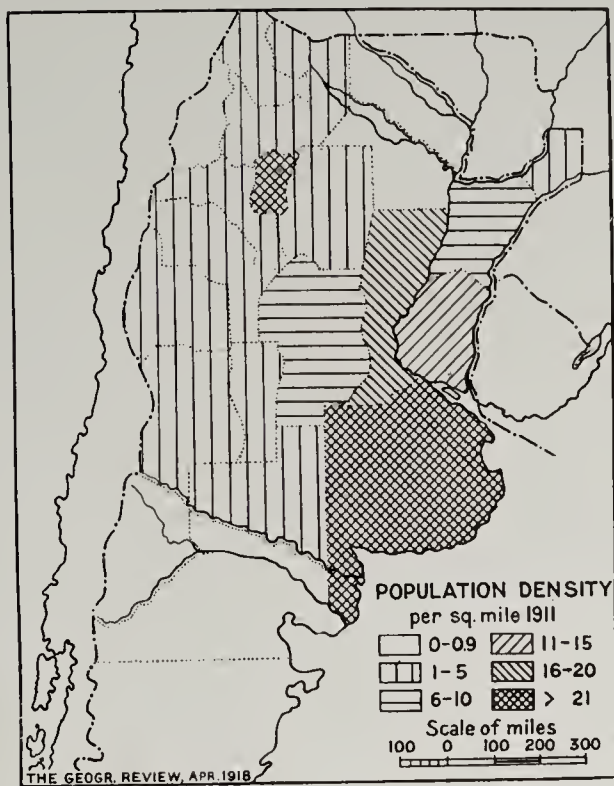 POPULATION DENSITY
per sq. mile 1911
0-0.9 11-15
1-5 16-20
6-10 > 21
Scale of miles
100 0 100 200 300
THE GEOGR. REVIEW, APR. 1918